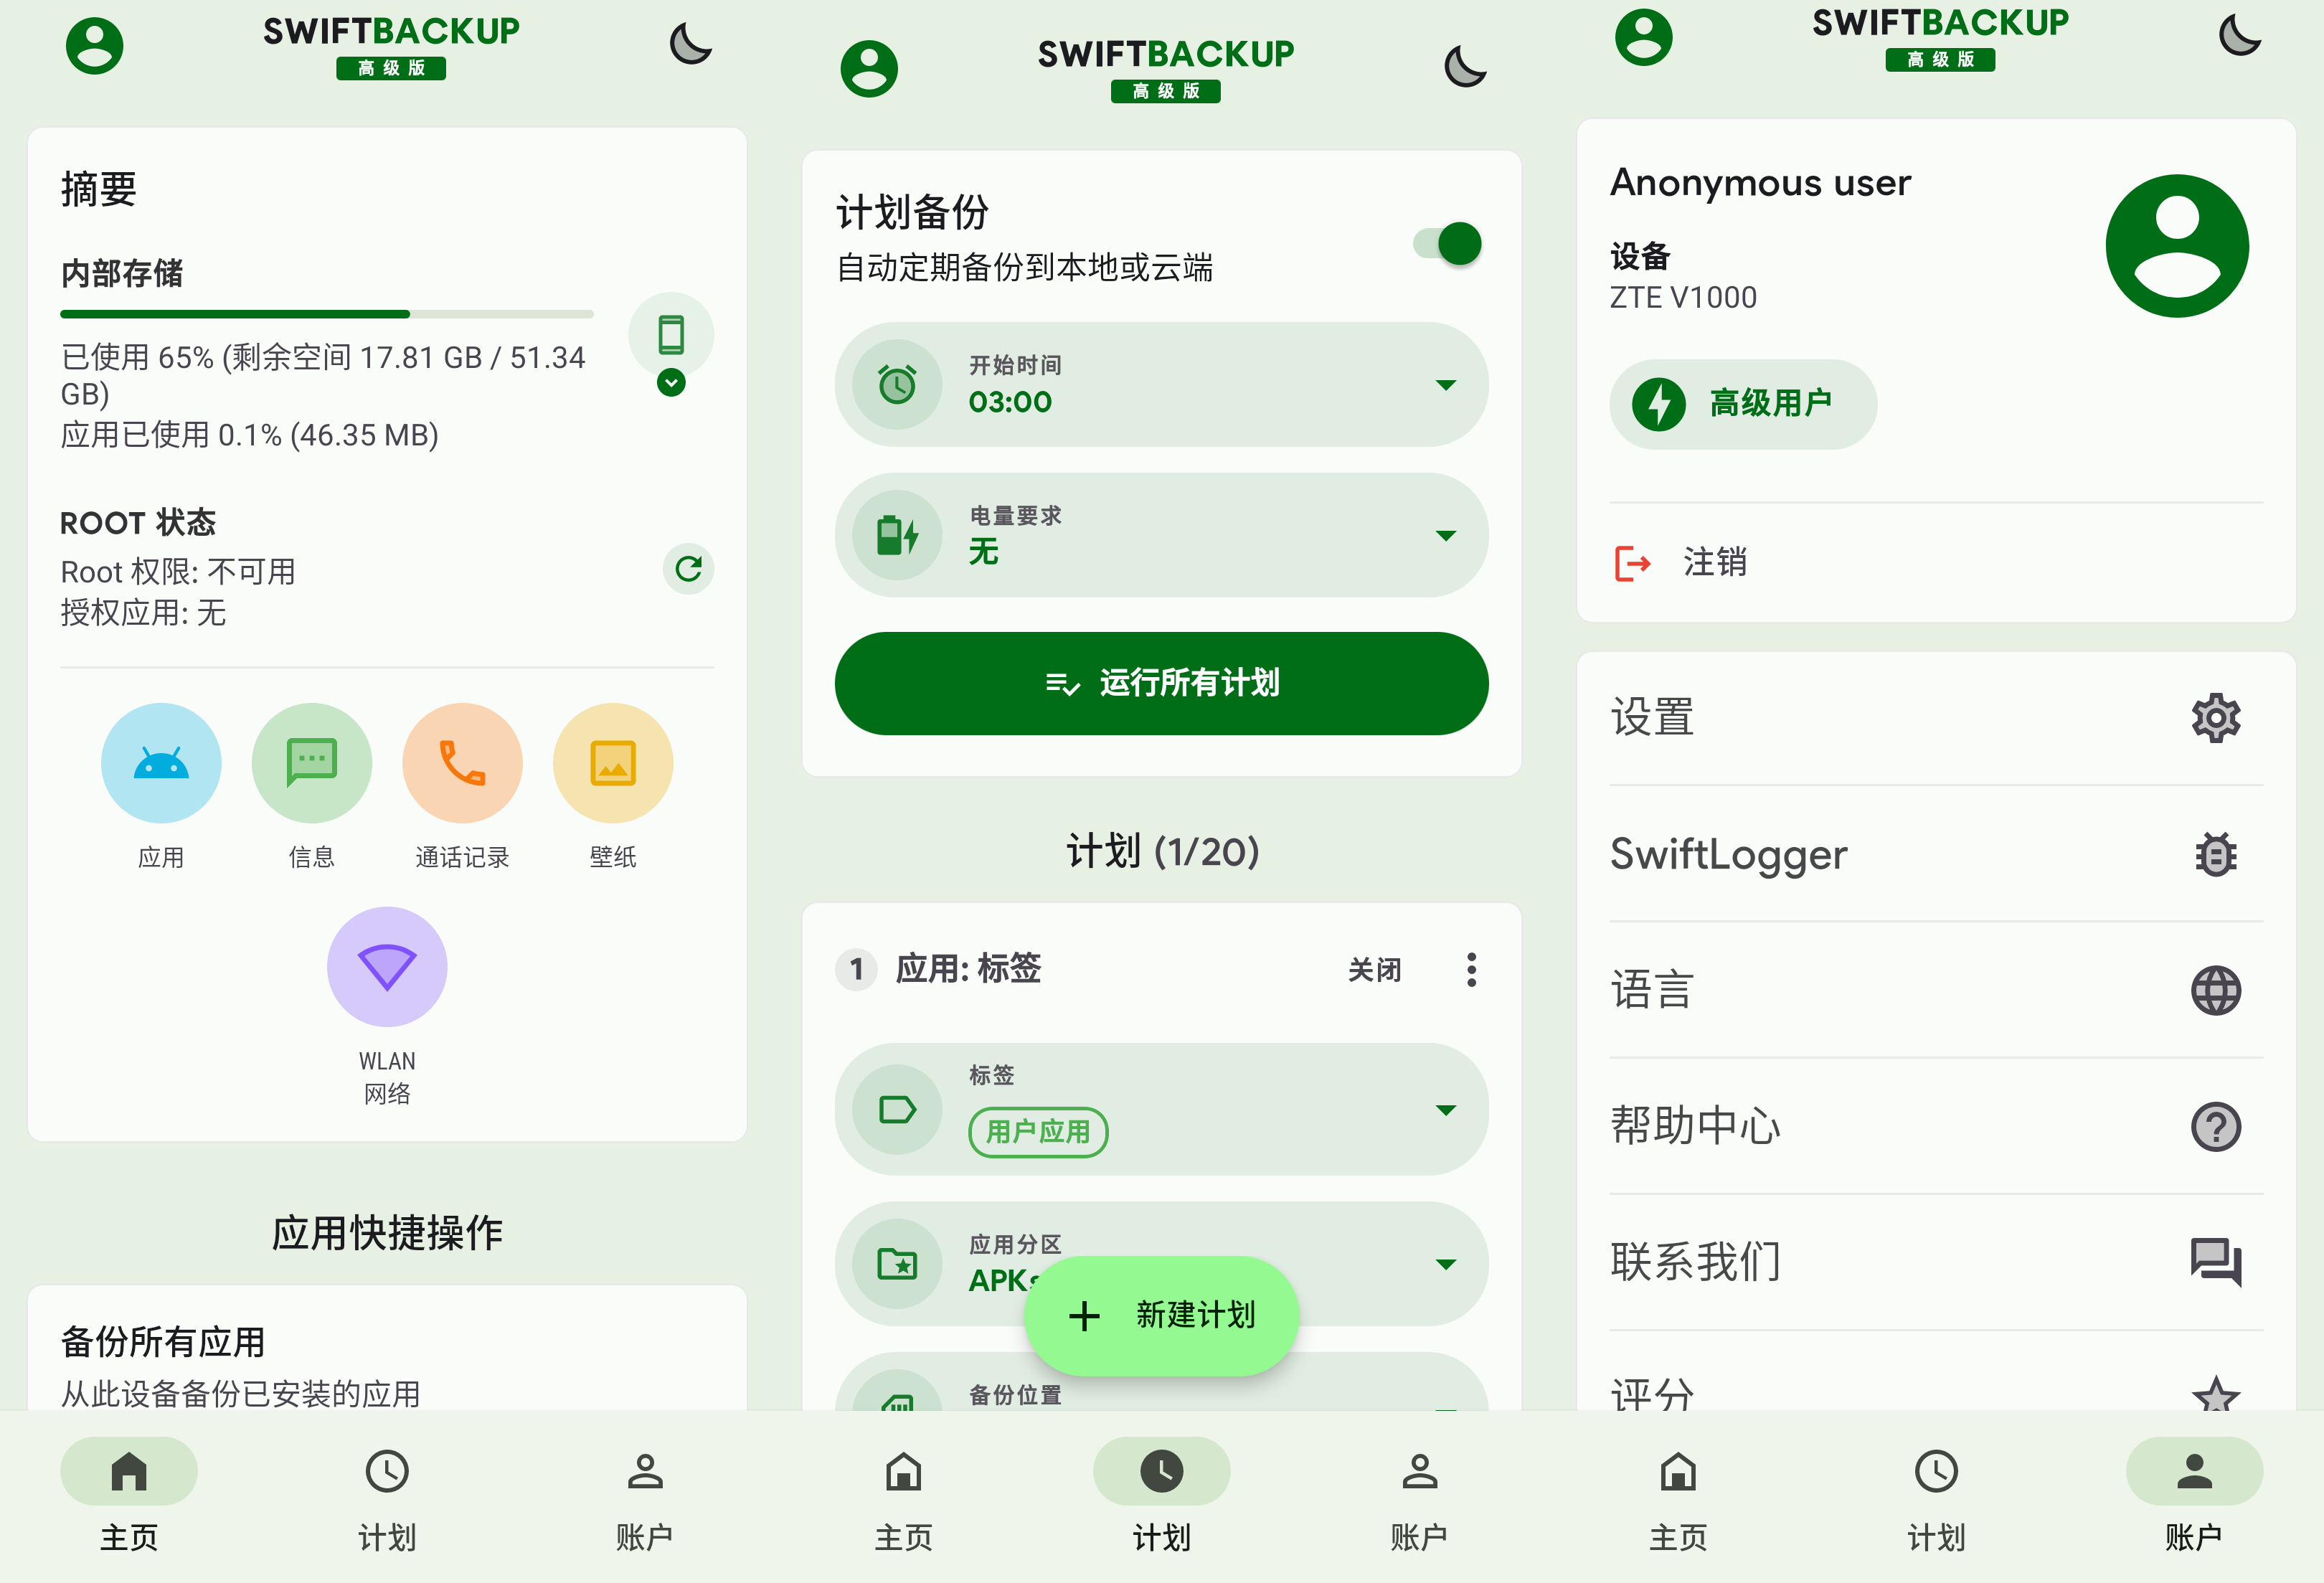 SWIFTBACKUP
高级版
摘要
内部存储
已使用 65% (剩余空间 17.81 GB / 51.34
GB)
应用已使用 0.1% (46.35 MB)
ROOT 状态
Root 权限: 不可用
授权应用: 无
应用
信息
通话记录
壁纸
WLAN
网络
应用快捷操作
备份所有应用
从此设备备份已安装的应用
主页
计划
账户
SWIFTBACKUP
高级版
计划备份
自动定期备份到本地或云端
开始时间
03:00
电量要求
无
运行所有计划
计划 (1/20)
1 应用: 标签
关闭
标签
用户应用
应用分区
APKs
新建计划
备份位置
主页
计划
账户
SWIFTBACKUP
高级版
Anonymous user
设备
ZTE V1000
高级用户
注销
设置
SwiftLogger
语言
帮助中心
联系我们
评分
主页
计划
账户